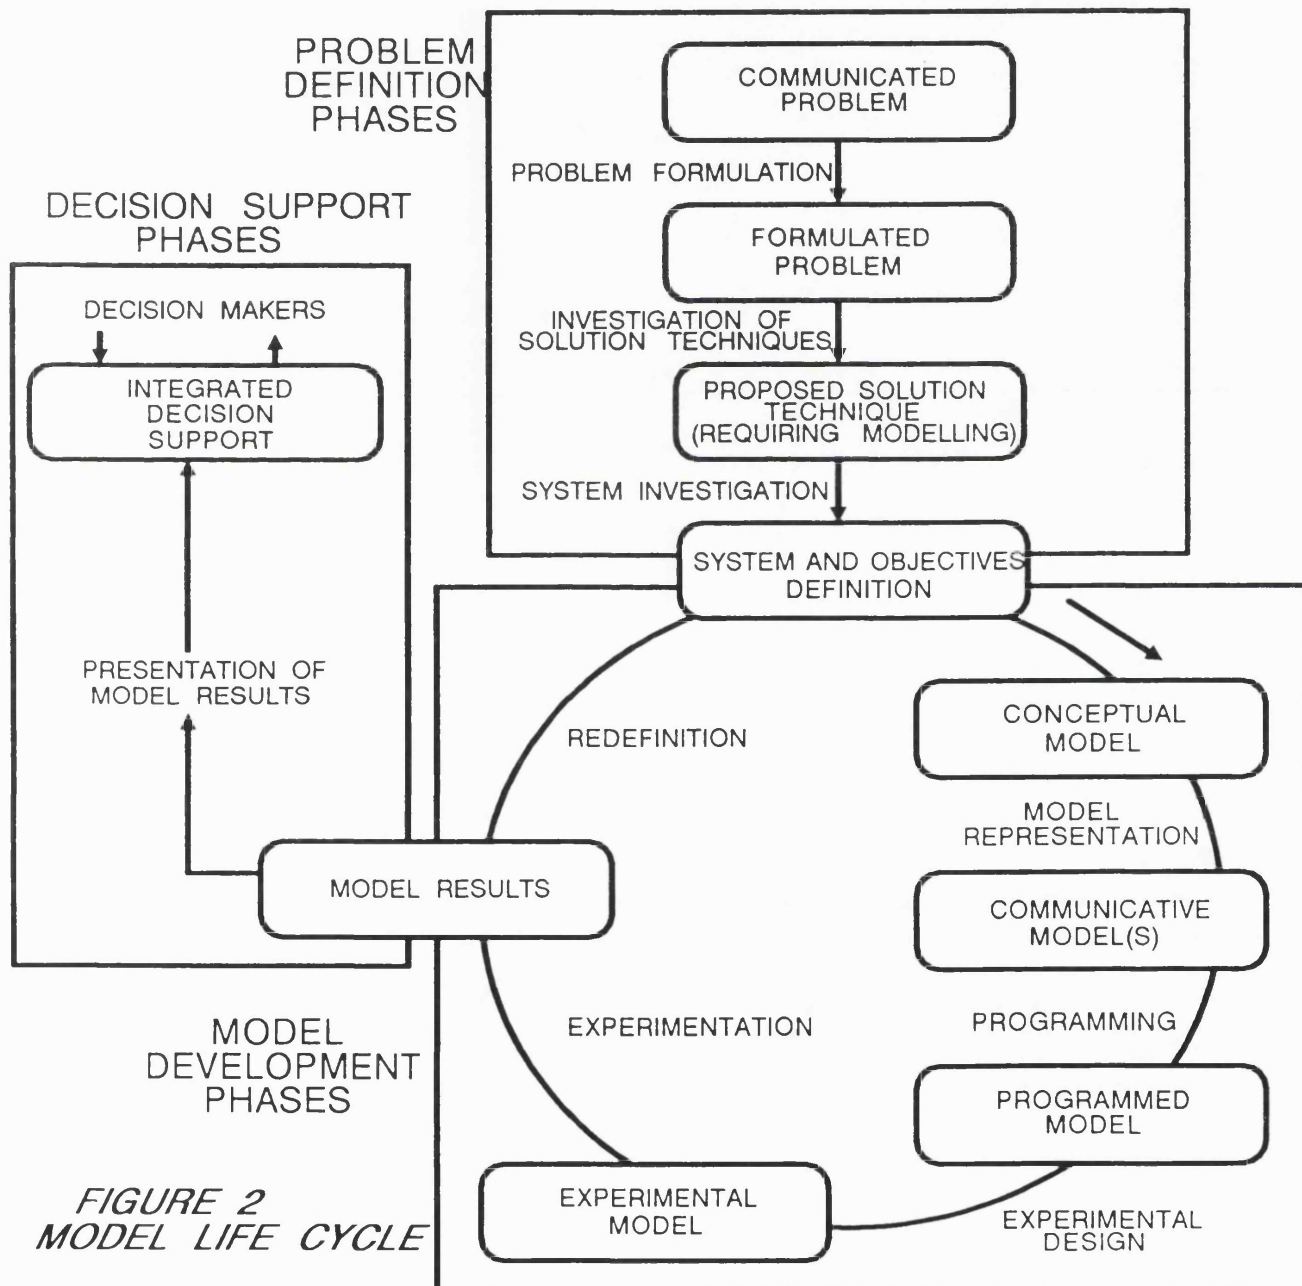 PROBLEM
DEFINITION
PHASES
COMMUNICATED
PROBLEM
PROBLEM FORMULATION
FORMULATED
PROBLEM
INVESTIGATION OF
SOLUTION TECHNIQUES
PROPOSED SOLUTION
TECHNIQUE
(REQUIRING MODELLING)
SYSTEM INVESTIGATION
SYSTEM AND OBJECTIVES
DEFINITION
DECISION SUPPORT
PHASES
DECISION MAKERS
INTEGRATED
DECISION
SUPPORT
PRESENTATION OF
MODEL RESULTS
REDEFINITION
CONCEPTUAL
MODEL
MODEL
REPRESENTATION
MODEL RESULTS
COMMUNICATIVE
MODEL(S)
MODEL
DEVELOPMENT
PHASES
EXPERIMENTATION
PROGRAMMING
PROGRAMMED
MODEL
EXPERIMENTAL
MODEL
EXPERIMENTAL
DESIGN
FIGURE 2
MODEL LIFE CYCLE